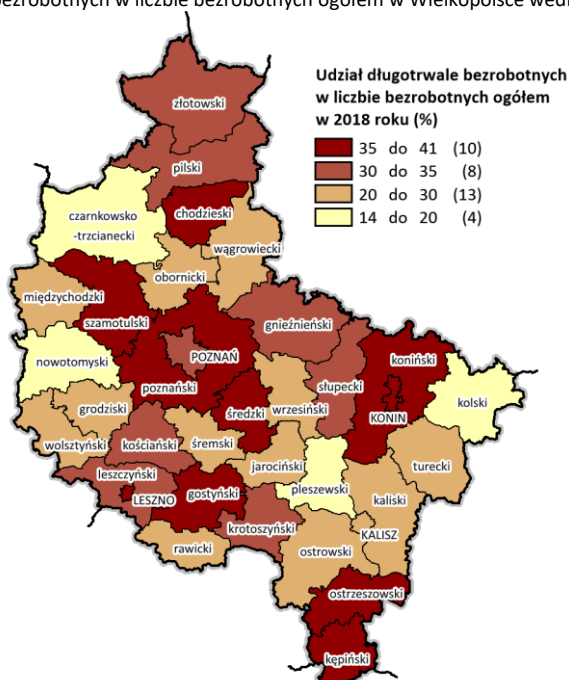 bezrobotnych w liczbie bezrobotnych ogółem w Wielkopolsce
Udział długotrwale bezrobotnych
w liczbie bezrobotnych ogółem
w 2018 roku (%)
35 do 41 (10)
30 do 35 (8)
20 do 30 (13)
14 do 20 (4)
złotowski
pilski
czarnkowsko
-trzcianecki
chodzieski
wągrowiecki
obornicki
międzychodzki
szamotulski
gnieźnieński
nowotomyski
POZNAŃ
koniński
poznański
słupecki
kolski
grodziski
średzki
wrzesiński
KONIN
wolsztyński
kościański
śremski
jarociński
turecki
leszczyński
LESZNO
gostyński
pleszewski
kaliski
krotoszyński
KALISZ
rawicki
ostrowski
ostrzeszowski
kępiński